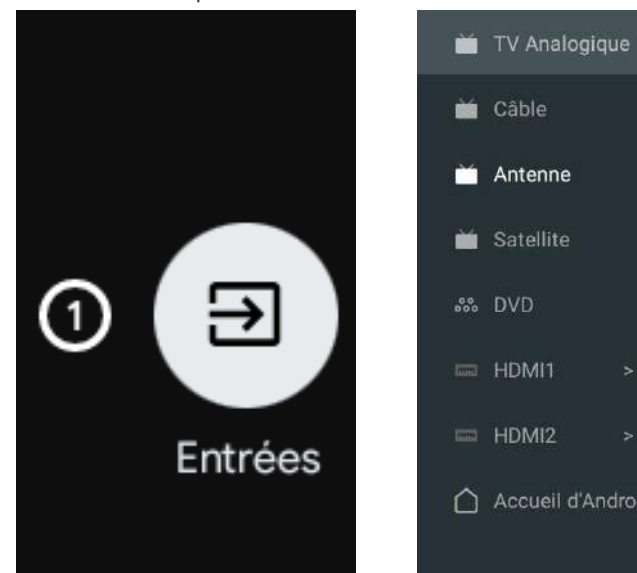 1
Entrées
TV Analogique
Câble
Antenne
Satellite
DVD
HDMI1 >
HDMI2 >
Accueil d'Andro